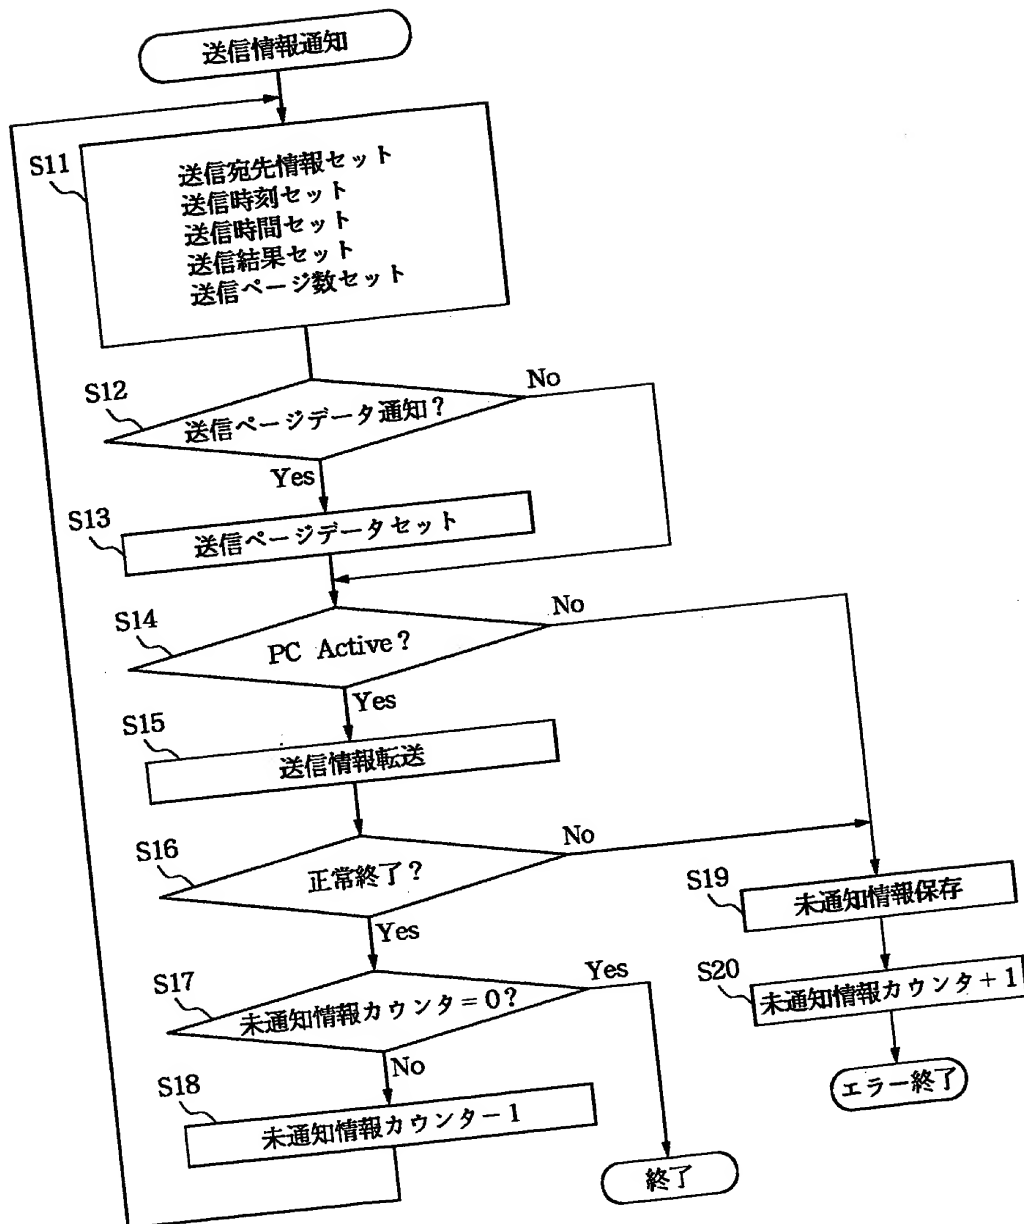 送信情報通知
S11
送信宛先情報セット
送信時刻セット
送信時間セット
送信結果セット
送信ページ数セット
S12
送信ページデータ通知？
No
Yes
S13
送信ページデータセット
S14
PC Active？
No
Yes
S15
送信情報転送
S16
正常終了？
No
Yes
S19
未通知情報保存
S20
未通知情報カウンタ＋1
エラー終了
S17
未通知情報カウンタ＝0？
Yes
No
S18
未通知情報カウンタ－1
終了